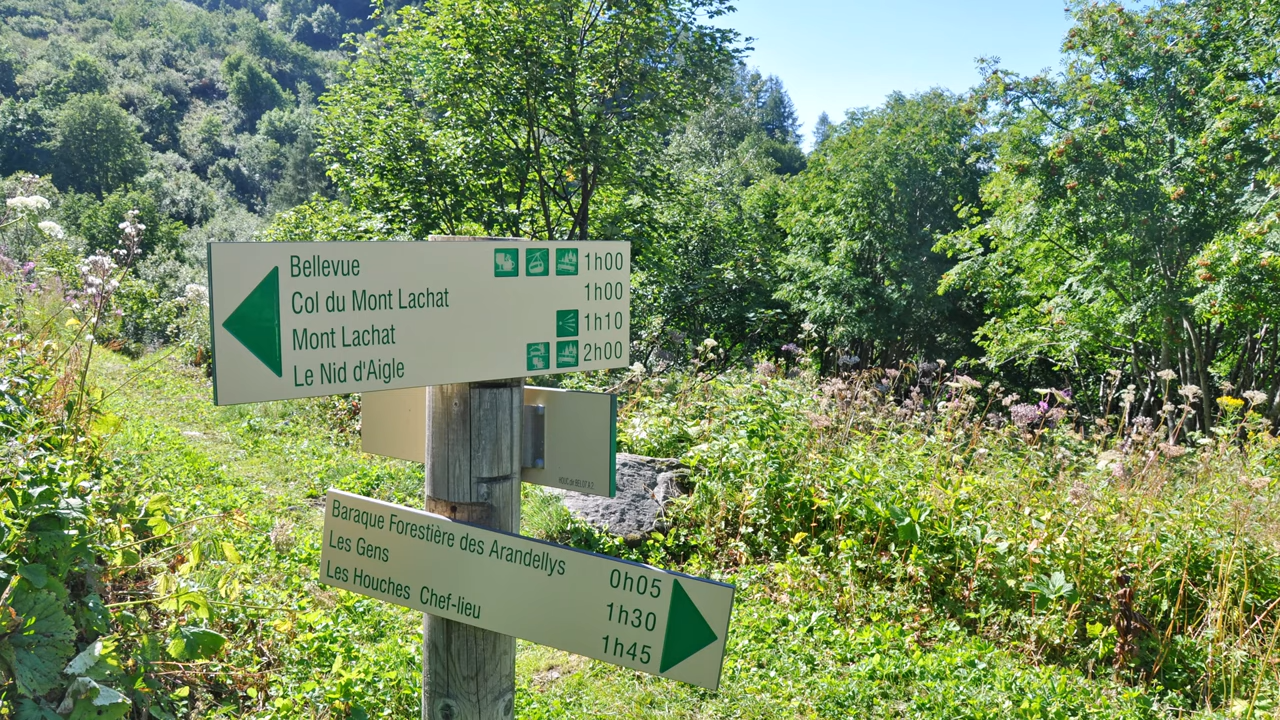 Bellevue 1h00
Col du Mont Lachat 1h00
Mont Lachat 1h10
Le Nid d'Aigle 2h00
Baraque Forestière des Arandellys 0h05
Les Gens 1h30
Les Houches Chef-lieu 1h45